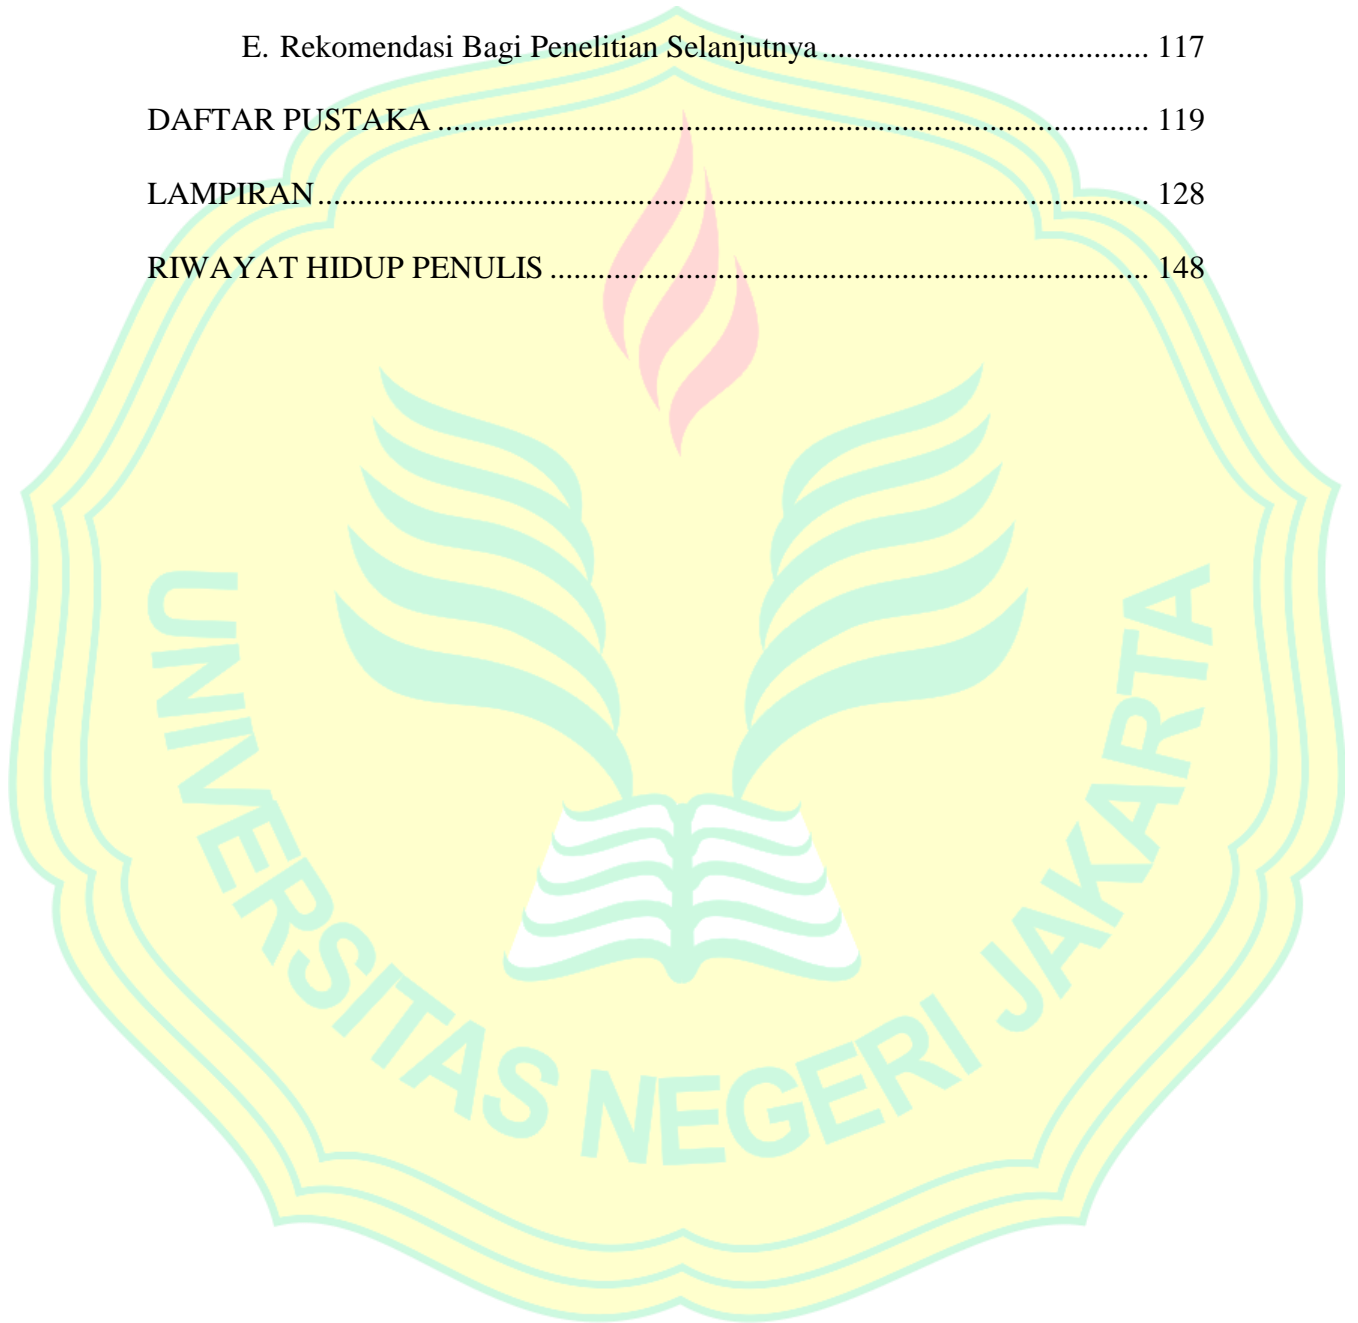 E. Rekomendasi Bagi Penelitian Selanjutnya.................................... 117
DAFTAR PUSTAKA ................................................................................ 119
LAMPIRAN.............................................................................................. 128
RIWAYAT HIDUP PENULIS .................................................................. 148
UNIVERSITAS NEGERI JAKARTA